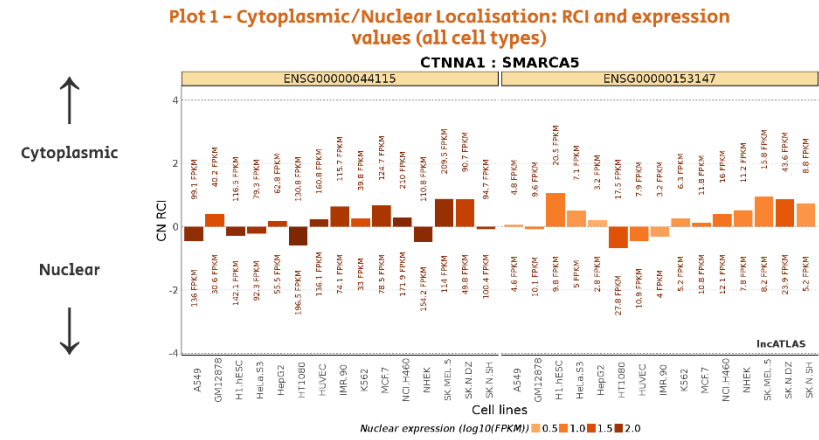 Plot 1 – Cytoplasmic/Nuclear Localisation: RCI and expression
values (all cell types)
CTNNA1 : SMARCA5
ENSG00000044115 ENSG00000153147
Cytoplasmic
Nuclear
CN RCI
4
2
0
-2
-4
99.1 FPKM
40.2 FPKM
116.5 FPKM
79.3 FPKM
62.8 FPKM
130.8 FPKM
160.8 FPKM
115.7 FPKM
39.8 FPKM
124.7 FPKM
210 FPKM
110.8 FPKM
209.5 FPKM
90.7 FPKM
94.7 FPKM
4.8 FPKM
9.6 FPKM
20.5 FPKM
7.1 FPKM
3.2 FPKM
17.5 FPKM
7.9 FPKM
3.2 FPKM
6.3 FPKM
11.8 FPKM
16 FPKM
11.2 FPKM
15.8 FPKM
43.6 FPKM
8.8 FPKM
136 FPKM
30.6 FPKM
142.1 FPKM
92.3 FPKM
55.5 FPKM
196.5 FPKM
136.1 FPKM
74.1 FPKM
33 FPKM
78.5 FPKM
171.9 FPKM
154.2 FPKM
114 FPKM
49.8 FPKM
100.4 FPKM
4.6 FPKM
10.1 FPKM
9.8 FPKM
5 FPKM
2.8 FPKM
27.8 FPKM
10.9 FPKM
4 FPKM
5.2 FPKM
10.8 FPKM
12.1 FPKM
7.8 FPKM
8.2 FPKM
23.9 FPKM
5.2 FPKM
lncATLAS
A549
GM12878
H1.hESC
HeLa.S3
HepG2
HT1080
HUVEC
IMR.90
K562
MCF.7
NCI.H460
NHEK
SK.MEL.5
SK.N.DZ
SK.N.SH
A549
GM12878
H1.hESC
HeLa.S3
HepG2
HT1080
HUVEC
IMR.90
K562
MCF.7
NCI.H460
NHEK
SK.MEL.5
SK.N.DZ
SK.N.SH
Cell lines
Nuclear expression (log10(FPKM)) 0.5 1.0 1.5 2.0